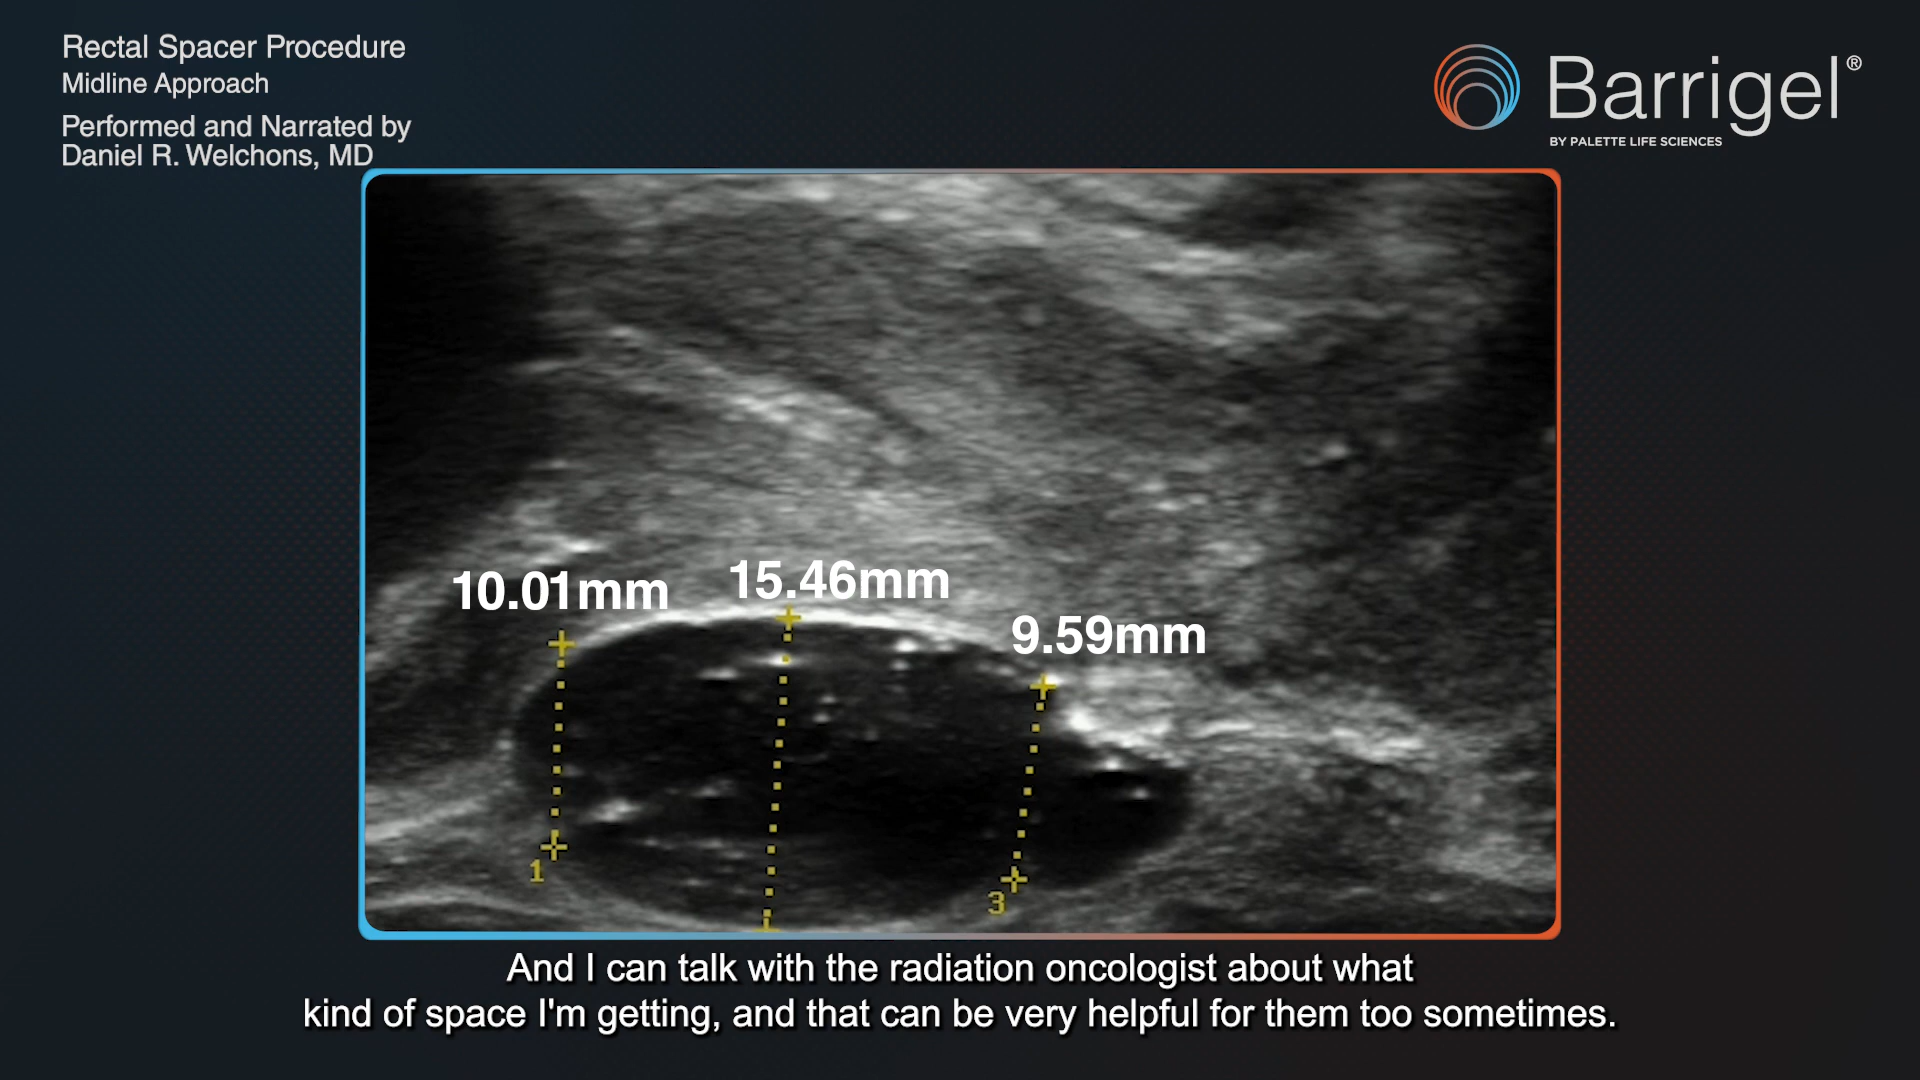 Rectal Spacer Procedure
Midline Approach
Performed and Narrated by
Daniel R. Welchons, MD
Barrigel®
BY PALETTE LIFE SCIENCES
10.01mm
15.46mm
9.59mm
1
3
And I can talk with the radiation oncologist about what
kind of space I'm getting, and that can be very helpful for them too sometimes.